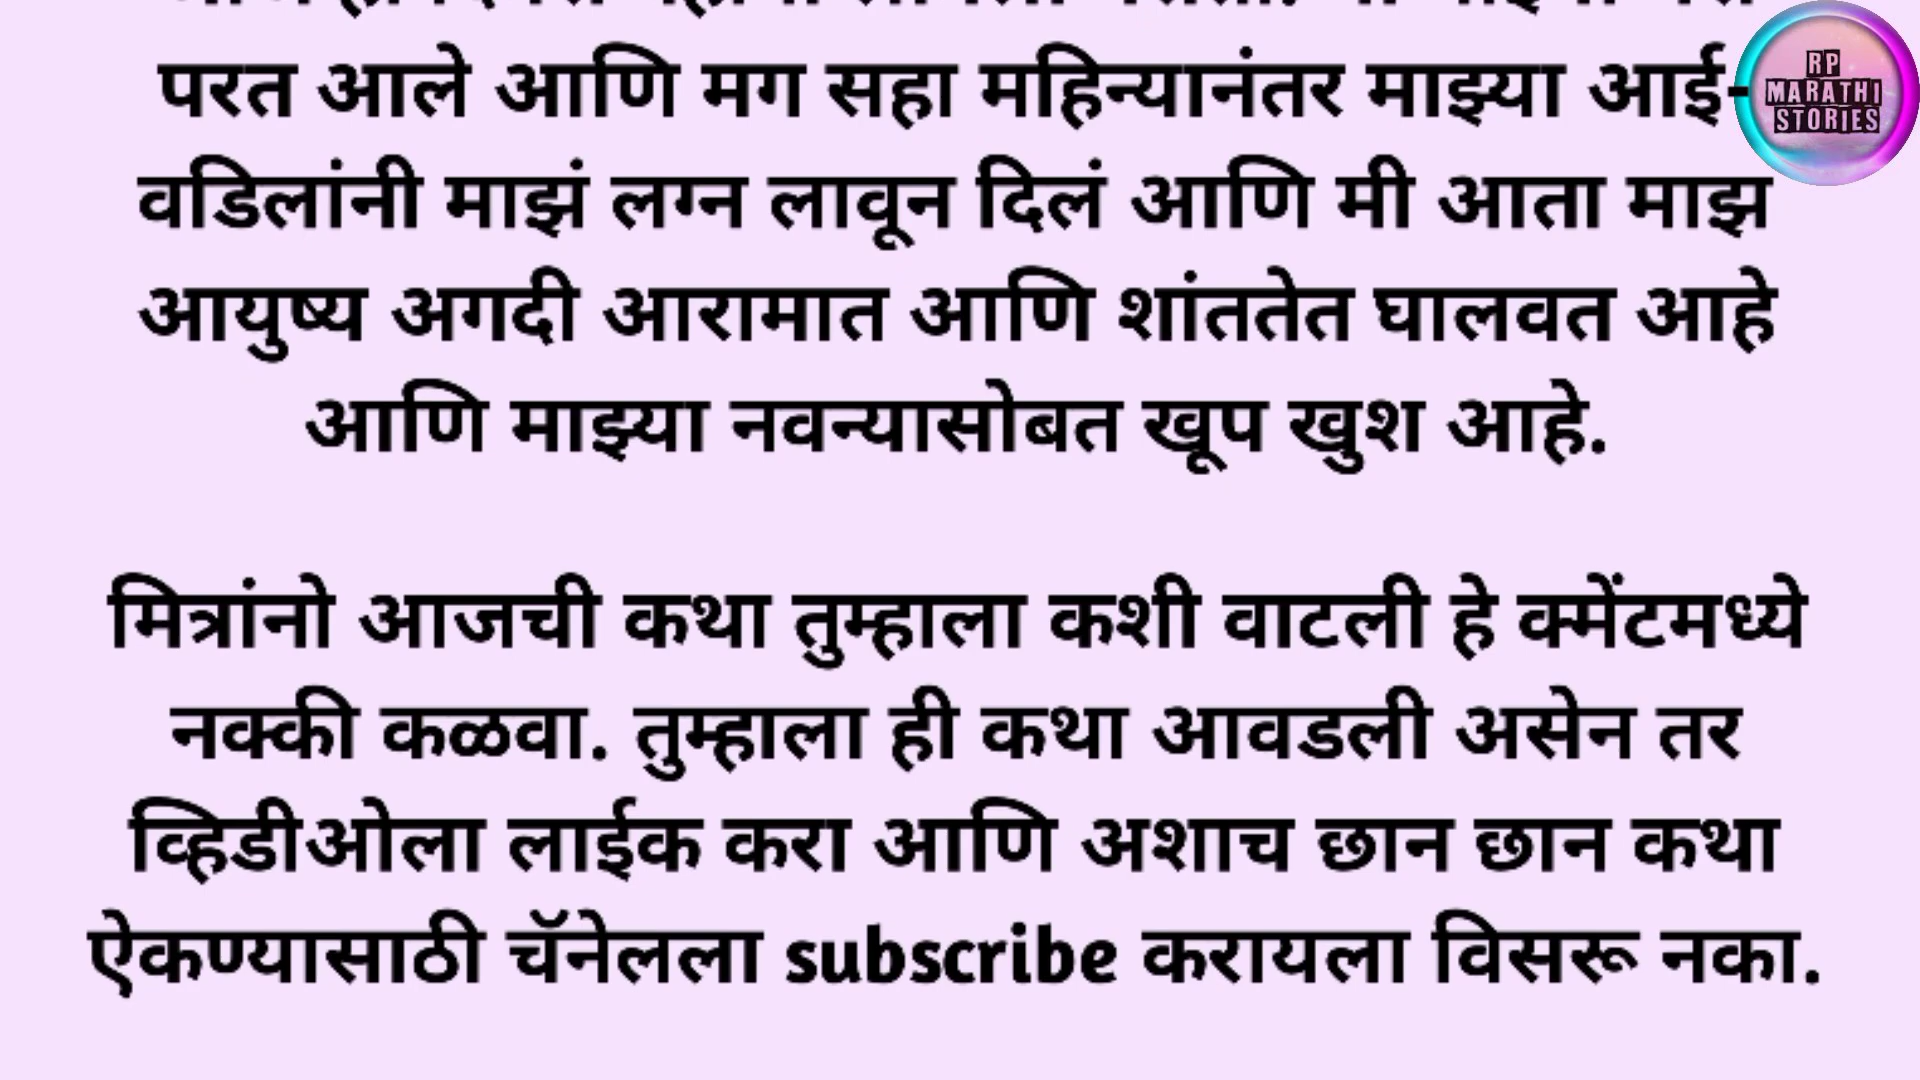 परत आले आणि मग सहा महिन्यानंतर माझ्या आई-
वडिलांनी माझं लग्न लावून दिलं आणि मी आता माझ
आयुष्य अगदी आरामात आणि शांततेत घालवत आहे
आणि माझ्या नवऱ्यासोबत खूप खुश आहे.
मित्रांनो आजची कथा तुम्हाला कशी वाटली हे क्मेंटमध्ये
नक्की कळवा. तुम्हाला ही कथा आवडली असेन तर
व्हिडीओला लाईक करा आणि अशाच छान छान कथा
ऐकण्यासाठी चॅनेलला subscribe करायला विसरू नका.
RP
MARATHI
STORIES